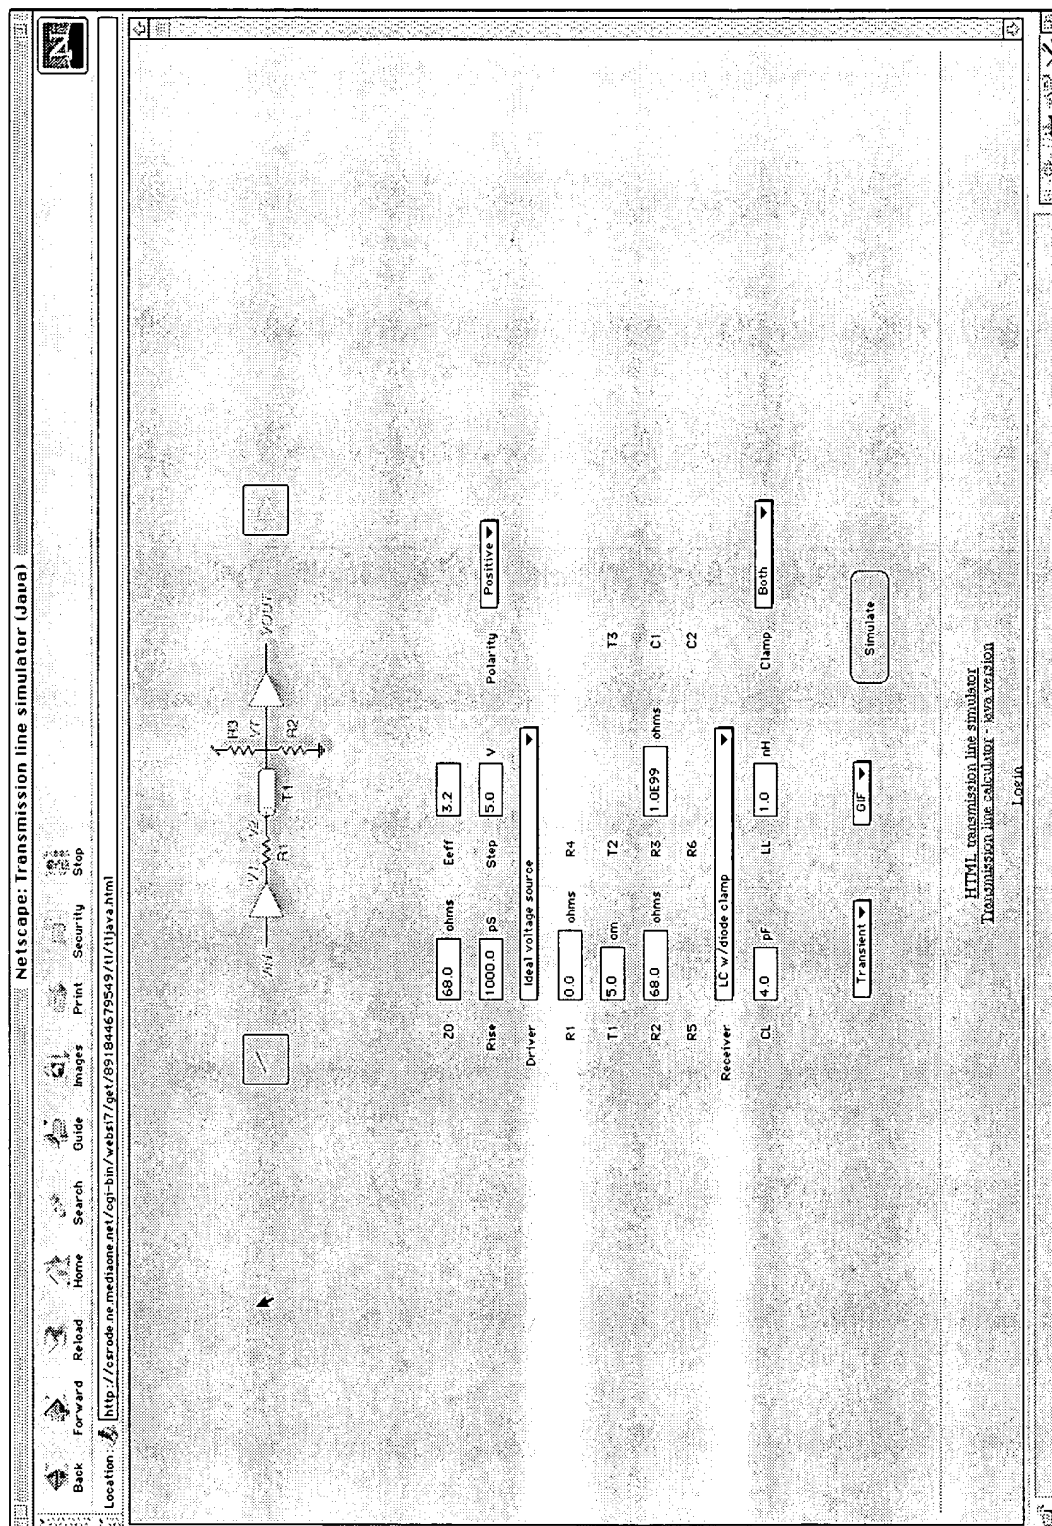 Netscape: Transmission line simulator (Java)
N
Back Forward Reload Home Search Guide Images Print Security Stop
Location: http://csrode.ne.mediaone.net/cgi-bin/webs17/get/891844679549/tl/tljava.html
R3
VIN V1 V2 V7 VOUT
R1 T1 R2
Z0 68.0 ohms Eeff 3.2
Rise 1000.0 pS Step 5.0 V Polarity Positive
Driver Ideal voltage source
R1 0.0 ohms R4
T1 5.0 cm T2 T3
R2 68.0 ohms R3 1.0E99 ohms C1
R5 R6 C2
Receiver LC w/diode clamp
CL 4.0 pF LL 1.0 nH Clamp Both
Transient GIF Simulate
HTML transmission line simulator
Transmission line calculator - java version
Login